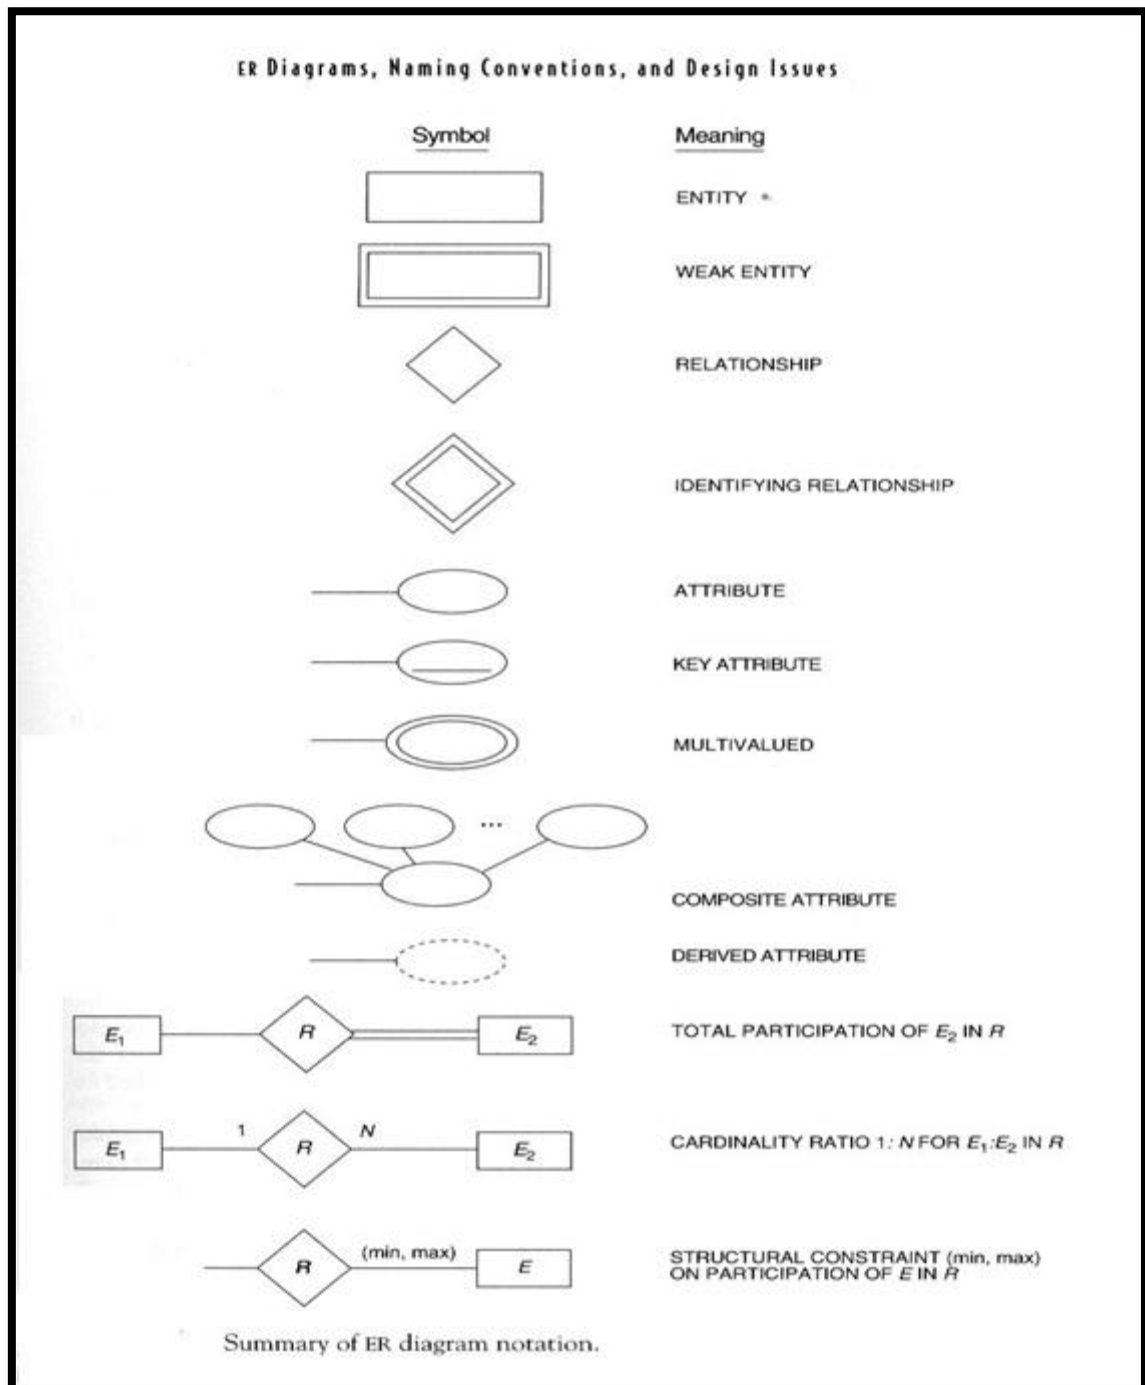 ER Diagrams, Naming Conventions, and Design Issues
Symbol Meaning
ENTITY
WEAK ENTITY
RELATIONSHIP
IDENTIFYING RELATIONSHIP
ATTRIBUTE
KEY ATTRIBUTE
MULTIVALUED
...
COMPOSITE ATTRIBUTE
DERIVED ATTRIBUTE
E1 R E2 TOTAL PARTICIPATION OF E2 IN R
1 N
E1 R E2 CARDINALITY RATIO 1:N FOR E1:E2 IN R
(min, max)
R E STRUCTURAL CONSTRAINT (min, max)
ON PARTICIPATION OF E IN R
Summary of ER diagram notation.